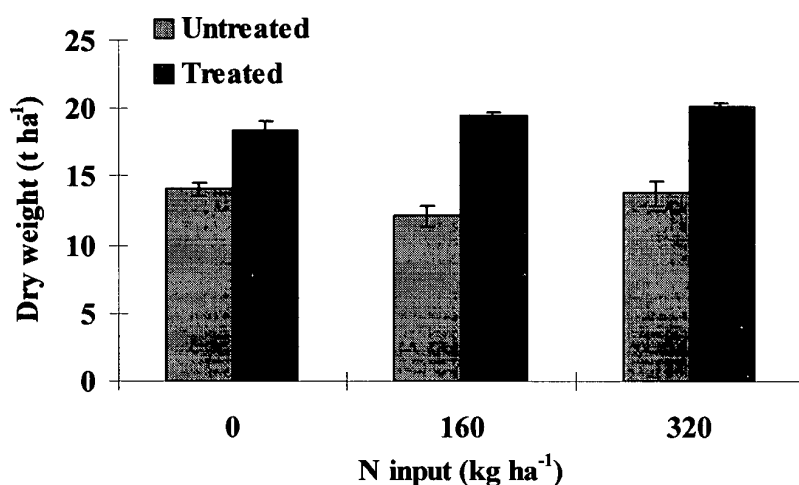 Untreated
Treated
Dry weight (t ha⁻¹)
25
20
15
10
5
0
0 160 320
N input (kg ha⁻¹)